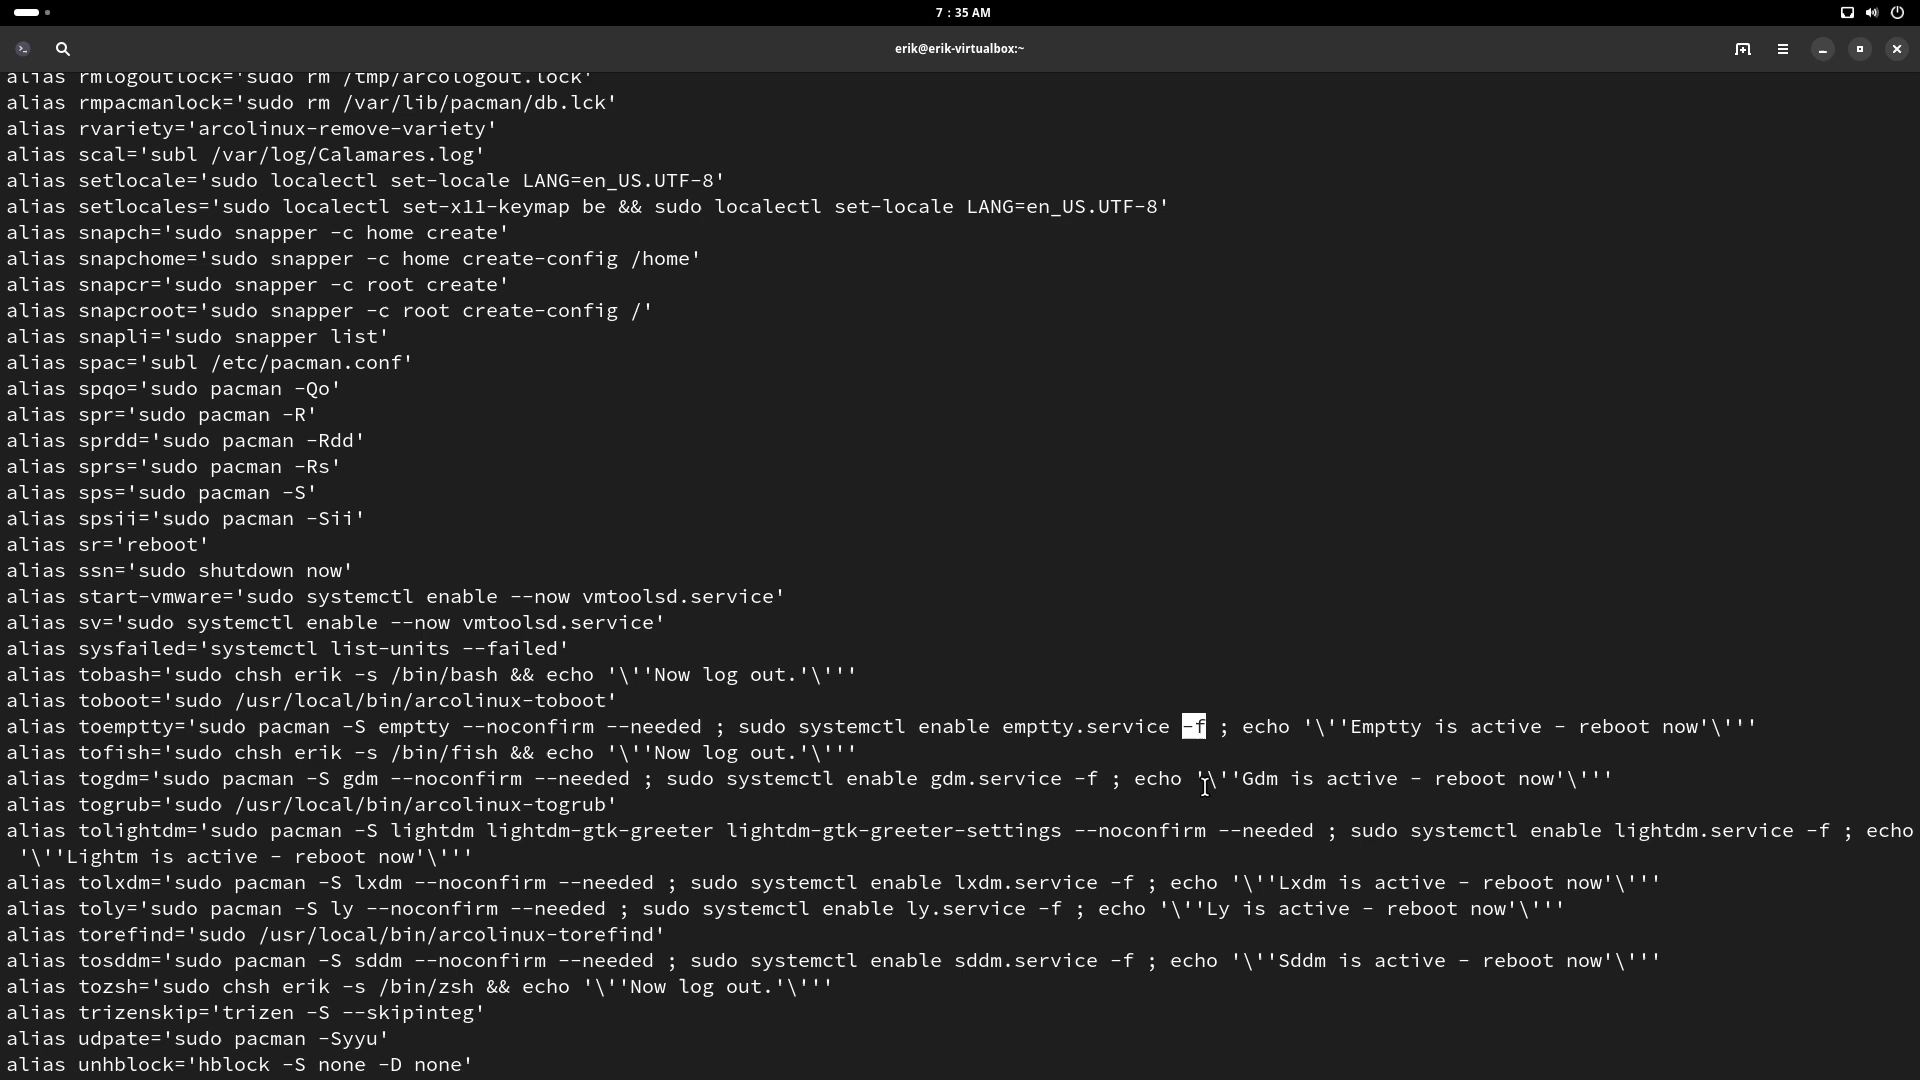 7 : 35 AM
erik@erik-virtualbox:~
alias rmlogoutlock='sudo rm /tmp/arcologout.lock'
alias rmpacmanlock='sudo rm /var/lib/pacman/db.lck'
alias rvariety='arcolinux-remove-variety'
alias scal='subl /var/log/Calamares.log'
alias setlocale='sudo localectl set-locale LANG=en_US.UTF-8'
alias setlocales='sudo localectl set-x11-keymap be && sudo localectl set-locale LANG=en_US.UTF-8'
alias snapch='sudo snapper -c home create'
alias snapchome='sudo snapper -c home create-config /home'
alias snapcr='sudo snapper -c root create'
alias snapcroot='sudo snapper -c root create-config /'
alias snapli='sudo snapper list'
alias spac='subl /etc/pacman.conf'
alias spqo='sudo pacman -Qo'
alias spr='sudo pacman -R'
alias sprdd='sudo pacman -Rdd'
alias sprs='sudo pacman -Rs'
alias sps='sudo pacman -S'
alias spsii='sudo pacman -Sii'
alias sr='reboot'
alias ssn='sudo shutdown now'
alias start-vmware='sudo systemctl enable --now vmtoolsd.service'
alias sv='sudo systemctl enable --now vmtoolsd.service'
alias sysfailed='systemctl list-units --failed'
alias tobash='sudo chsh erik -s /bin/bash && echo '\''Now log out.'\'''
alias toboot='sudo /usr/local/bin/arcolinux-toboot'
alias toemptty='sudo pacman -S emptty --noconfirm --needed ; sudo systemctl enable emptty.service -f ; echo '\''Emptty is active - reboot now'\'''
alias tofish='sudo chsh erik -s /bin/fish && echo '\''Now log out.'\'''
alias togdm='sudo pacman -S gdm --noconfirm --needed ; sudo systemctl enable gdm.service -f ; echo '\''Gdm is active - reboot now'\'''
alias togrub='sudo /usr/local/bin/arcolinux-togrub'
alias tolightdm='sudo pacman -S lightdm lightdm-gtk-greeter lightdm-gtk-greeter-settings --noconfirm --needed ; sudo systemctl enable lightdm.service -f ; echo
'\''Lightm is active - reboot now'\'''
alias tolxdm='sudo pacman -S lxdm --noconfirm --needed ; sudo systemctl enable lxdm.service -f ; echo '\''Lxdm is active - reboot now'\'''
alias toly='sudo pacman -S ly --noconfirm --needed ; sudo systemctl enable ly.service -f ; echo '\''Ly is active - reboot now'\'''
alias torefind='sudo /usr/local/bin/arcolinux-torefind'
alias tosddm='sudo pacman -S sddm --noconfirm --needed ; sudo systemctl enable sddm.service -f ; echo '\''Sddm is active - reboot now'\'''
alias tozsh='sudo chsh erik -s /bin/zsh && echo '\''Now log out.'\'''
alias trizenskip='trizen -S --skipinteg'
alias udpate='sudo pacman -Syyu'
alias unhblock='hblock -S none -D none'